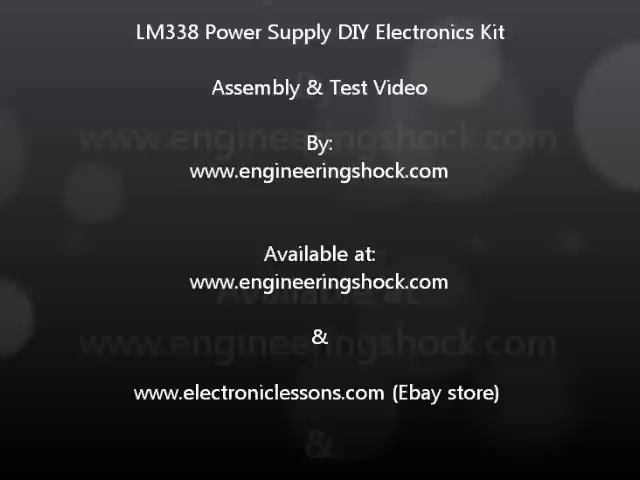 LM338 Power Supply DIY Electronics Kit
Assembly & Test Video
By:
www.engineeringshock.com
Available at:
www.engineeringshock.com
&
www.electroniclessons.com (Ebay store)